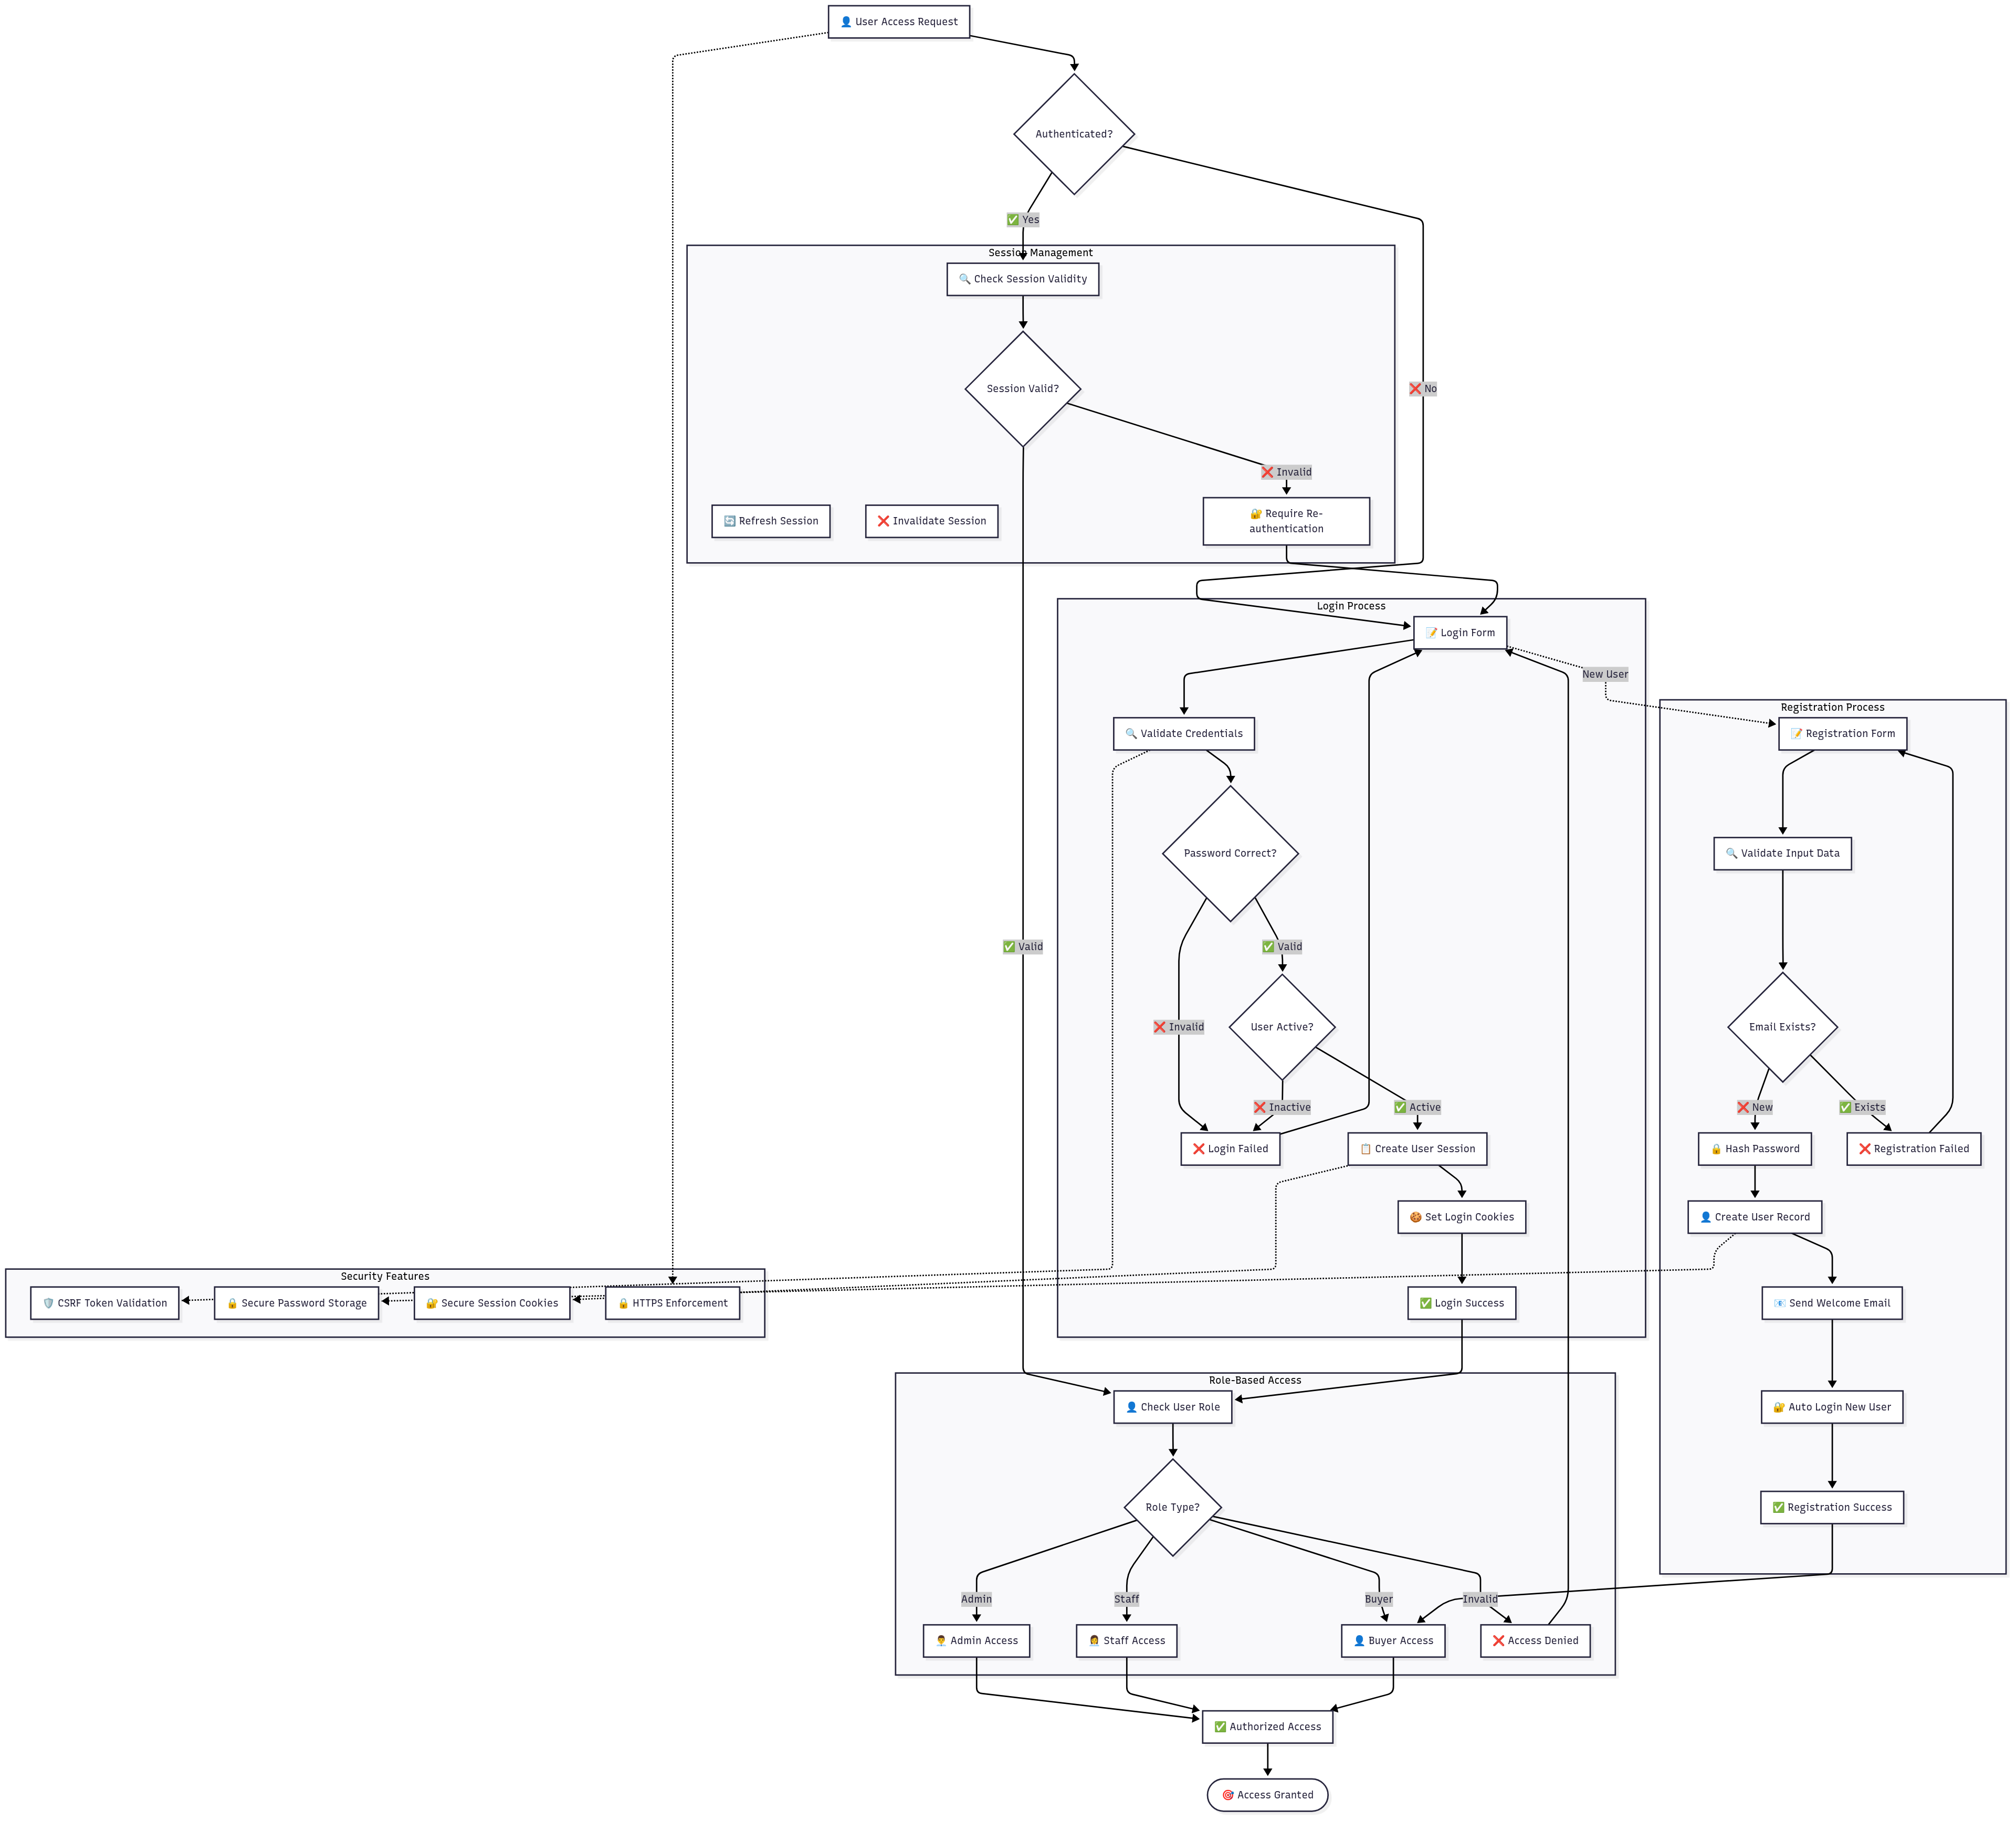 👤 User Access Request
Authenticated?
✅ Yes
Session Management
🔍 Check Session Validity
Session Valid?
❌ No
❌ Invalid
🔄 Refresh Session
❌ Invalidate Session
🔐 Require Re-
authentication
Login Process
📝 Login Form
New User
Registration Process
🔍 Validate Credentials
📝 Registration Form
Password Correct?
🔍 Validate Input Data
✅ Valid
✅ Valid
❌ Invalid
User Active?
Email Exists?
❌ Inactive
✅ Active
❌ New
✅ Exists
❌ Login Failed
📋 Create User Session
🔒 Hash Password
❌ Registration Failed
🍪 Set Login Cookies
👤 Create User Record
Security Features
🛡️ CSRF Token Validation
🔒 Secure Password Storage
🔐 Secure Session Cookies
🔒 HTTPS Enforcement
✅ Login Success
📧 Send Welcome Email
Role-Based Access
👤 Check User Role
🔐 Auto Login New User
Role Type?
✅ Registration Success
Admin
Staff
Buyer
Invalid
👨‍💼 Admin Access
👩‍💼 Staff Access
👤 Buyer Access
❌ Access Denied
✅ Authorized Access
🎯 Access Granted